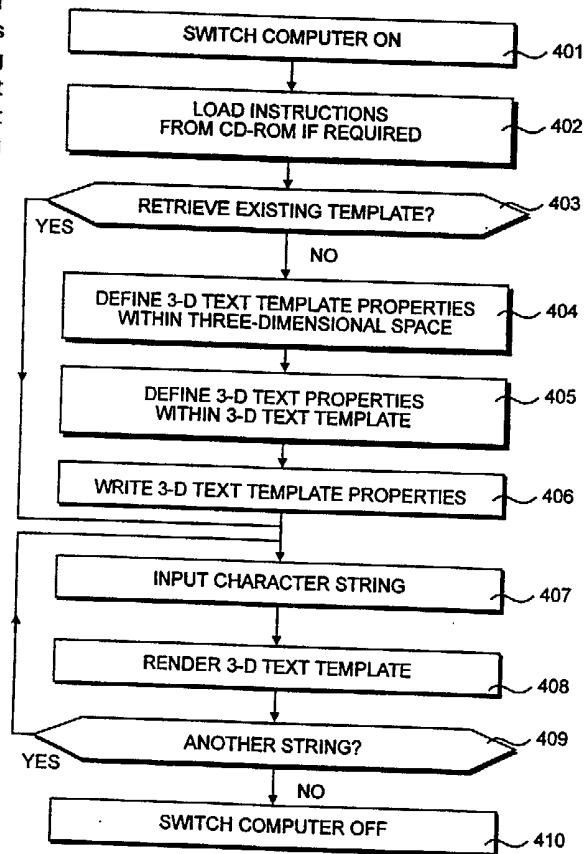 SWITCH COMPUTER ON
401
LOAD INSTRUCTIONS
FROM CD-ROM IF REQUIRED
402
RETRIEVE EXISTING TEMPLATE?
403
YES
NO
DEFINE 3-D TEXT TEMPLATE PROPERTIES
WITHIN THREE-DIMENSIONAL SPACE
404
DEFINE 3-D TEXT PROPERTIES
WITHIN 3-D TEXT TEMPLATE
405
WRITE 3-D TEXT TEMPLATE PROPERTIES
406
INPUT CHARACTER STRING
407
RENDER 3-D TEXT TEMPLATE
408
ANOTHER STRING?
409
YES
NO
SWITCH COMPUTER OFF
410